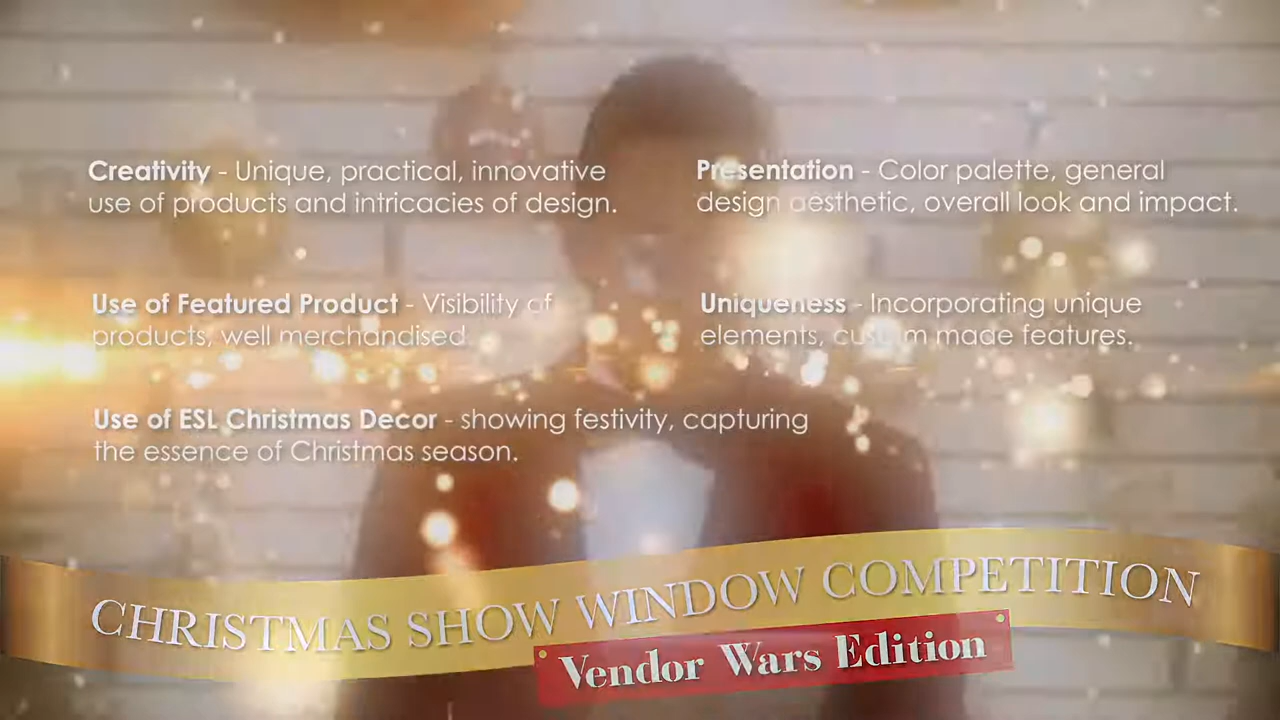 Creativity - Unique, practical, innovative
use of products and intricacies of design.
Presentation - Color palette, general
design aesthetic, overall look and impact.
Use of Featured Product - Visibility of
products, well merchandised.
Uniqueness - Incorporating unique
elements, custom made features.
Use of ESL Christmas Decor - showing festivity, capturing
the essence of Christmas season.
CHRISTMAS SHOW WINDOW COMPETITION
Vendor Wars Edition